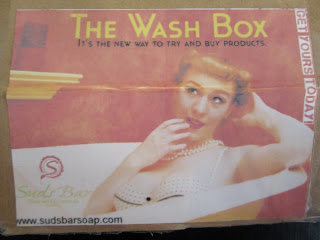 THE WASH BOX
IT'S THE NEW WAY TO TRY AND BUY PRODUCTS.
GET YOURS TODAY!
S
Suds Bar
www.sudsbarsoap.com